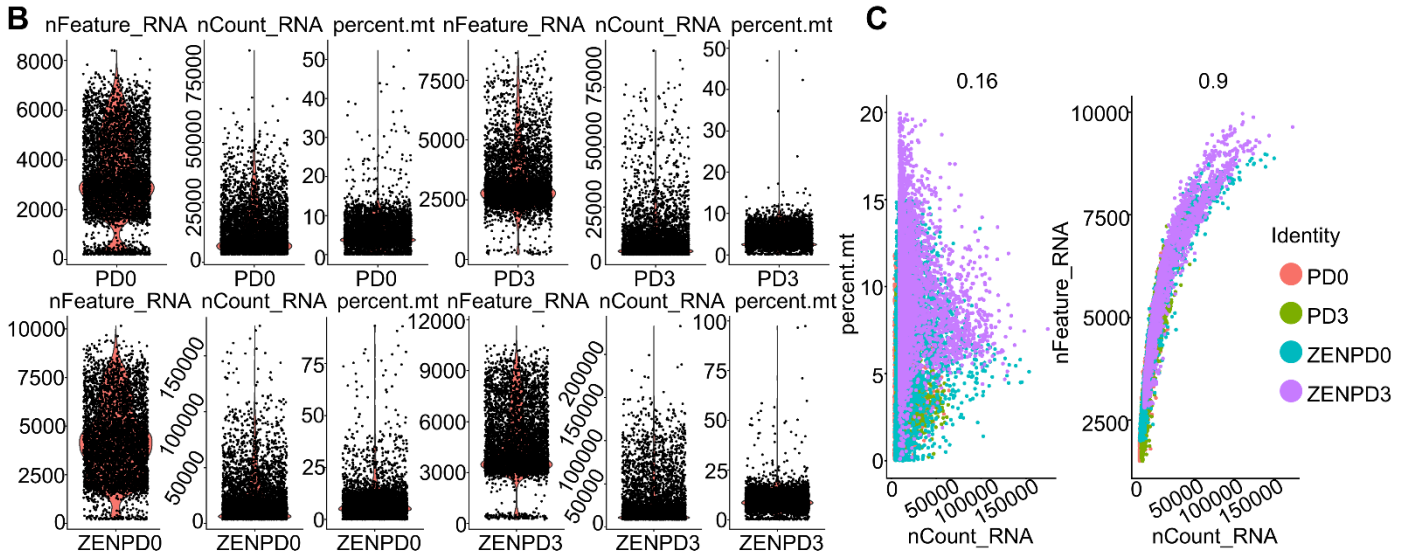 B
nFeature_RNA nCount_RNA percent.mt nFeature_RNA nCount_RNA percent.mt
8000
6000
4000
2000
0
PD0
75000
50000
25000
0
PD0
50
40
30
20
10
0
PD0
7500
5000
2500
0
PD3
75000
50000
25000
0
PD3
50
40
30
20
10
0
PD3
nFeature_RNA nCount_RNA percent.mt nFeature_RNA nCount_RNA percent.mt
10000
7500
5000
2500
0
ZENPD0
150000
100000
50000
0
ZENPD0
75
50
25
0
ZENPD0
12000
9000
6000
3000
0
ZENPD3
200000
150000
100000
50000
0
ZENPD3
100
75
50
25
0
ZENPD3
C
0.16
percent.mt
20
15
10
5
0
0 50000 100000 150000
nCount_RNA
0.9
nFeature_RNA
10000
7500
5000
2500
0 50000 100000 150000
nCount_RNA
Identity
PD0
PD3
ZENPD0
ZENPD3